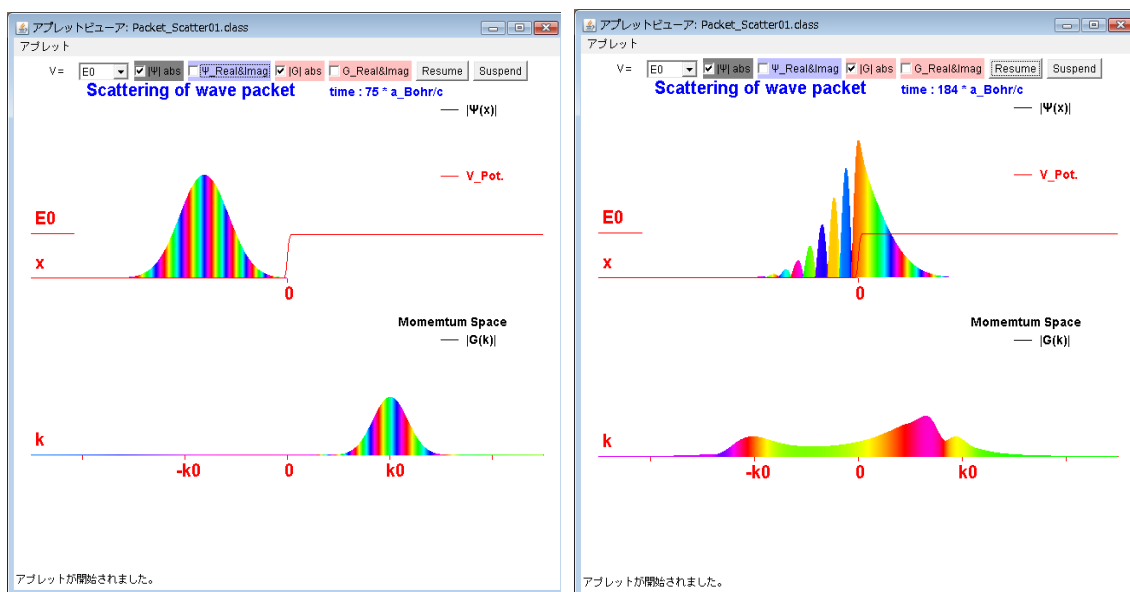 アプレットビューア: Packet_Scatter01.class
アプレット
V= E0 |Ψ| abs Ψ_Real&Imag |G| abs G_Real&Imag Resume Suspend
Scattering of wave packet time : 75 * a_Bohr/c
|Ψ(x)|
V_Pot.
E0
x
0
Momemtum Space
|G(k)|
k
-k0 0 k0
アプレットが開始されました。
アプレットビューア: Packet_Scatter01.class
アプレット
V= E0 |Ψ| abs Ψ_Real&Imag |G| abs G_Real&Imag Resume Suspend
Scattering of wave packet time : 184 * a_Bohr/c
|Ψ(x)|
V_Pot.
E0
x
0
Momemtum Space
|G(k)|
k
-k0 0 k0
アプレットが開始されました。